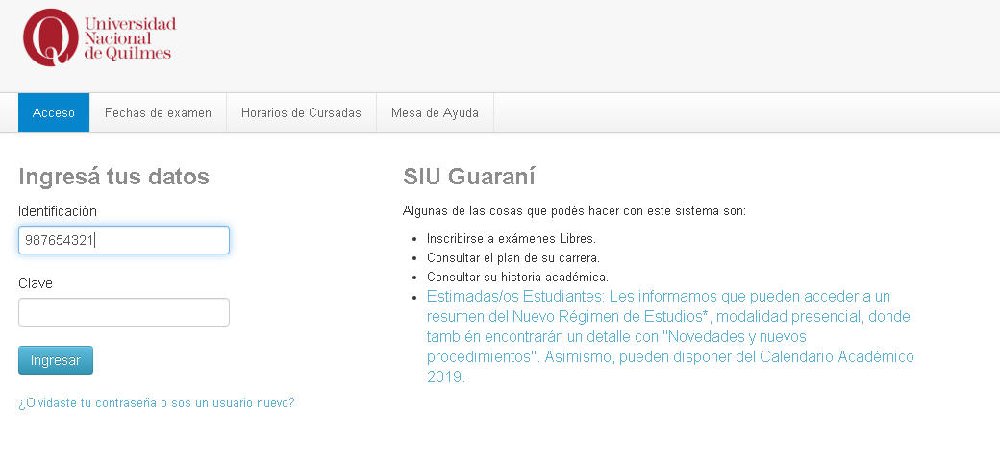 Universidad
Nacional
de Quilmes
Acceso
Fechas de examen
Horarios de Cursadas
Mesa de Ayuda
Ingresá tus datos
Identificación
987654321
Clave
Ingresar
¿Olvidaste tu contraseña o sos un usuario nuevo?
SIU Guaraní
Algunas de las cosas que podés hacer con este sistema son:
Inscribirse a exámenes Libres.
Consultar el plan de su carrera.
Consultar su historia académica.
Estimadas/os Estudiantes: Les informamos que pueden acceder a un
resumen del Nuevo Régimen de Estudios*, modalidad presencial, donde
también encontrarán un detalle con "Novedades y nuevos
procedimientos". Asimismo, pueden disponer del Calendario Académico
2019.